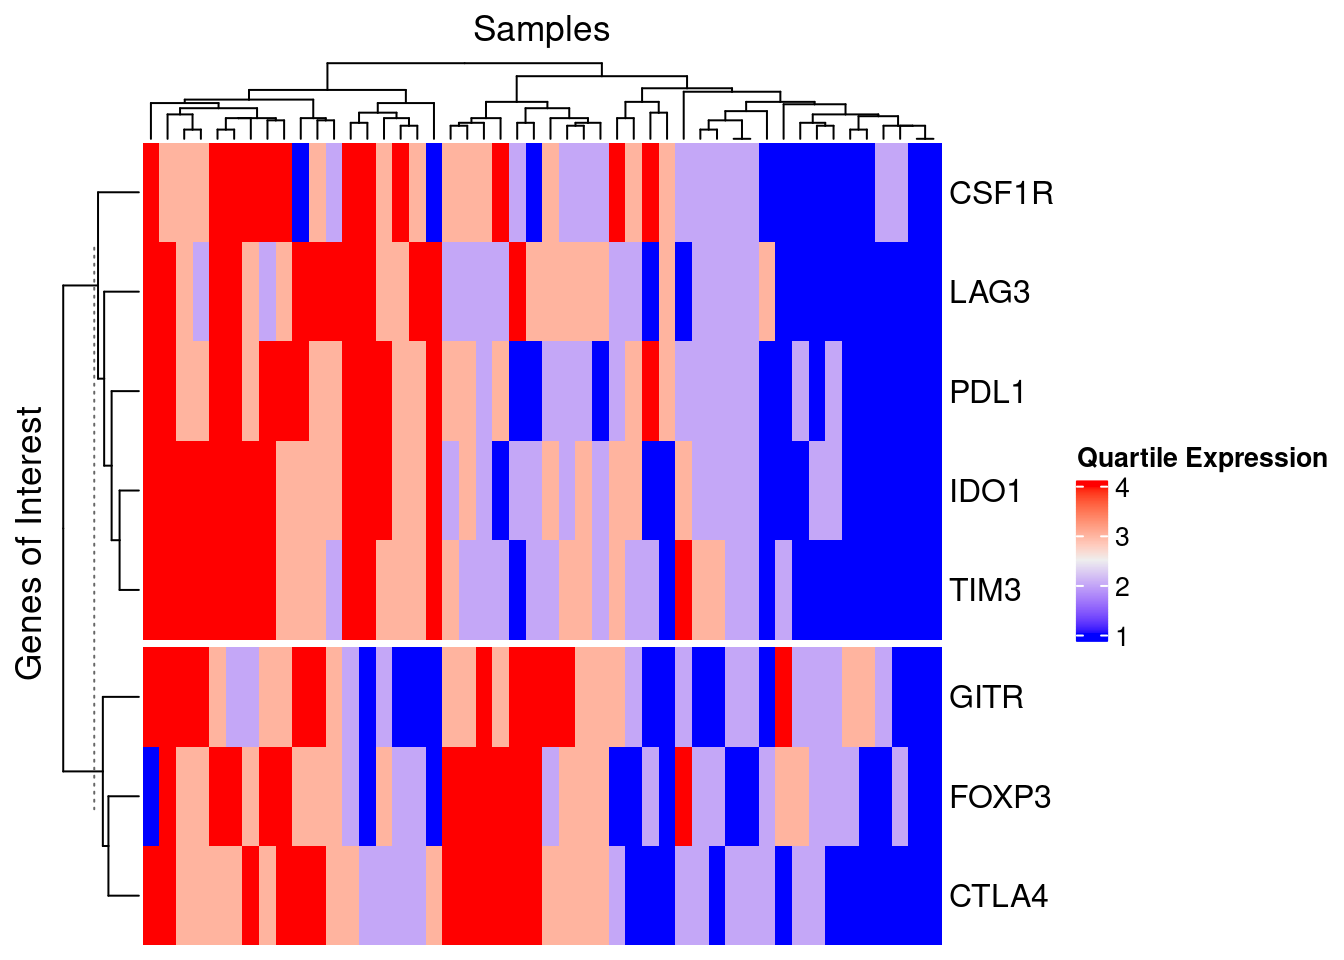 Samples
Genes of Interest
CSF1R
LAG3
PDL1
IDO1
TIM3
GITR
FOXP3
CTLA4
Quartile Expression
4
3
2
1